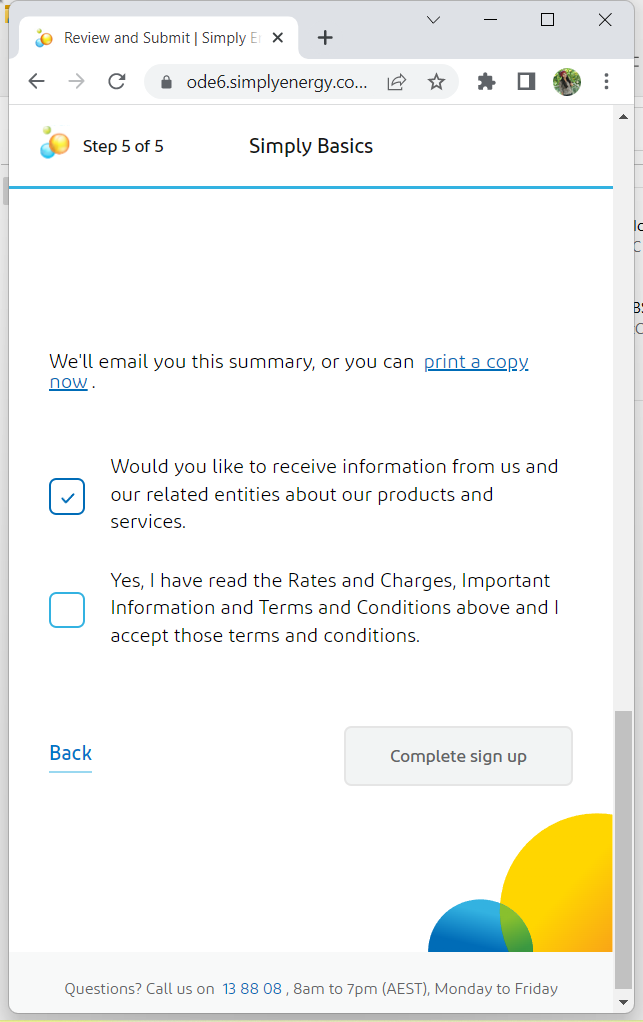 Review and Submit | Simply E
ode6.simplyenergy.co...
Step 5 of 5
Simply Basics
We'll email you this summary, or you can print a copy
now .
Would you like to receive information from us and
our related entities about our products and
services.
Yes, I have read the Rates and Charges, Important
Information and Terms and Conditions above and I
accept those terms and conditions.
Back
Complete sign up
Questions? Call us on 13 88 08 , 8am to 7pm (AEST), Monday to Friday